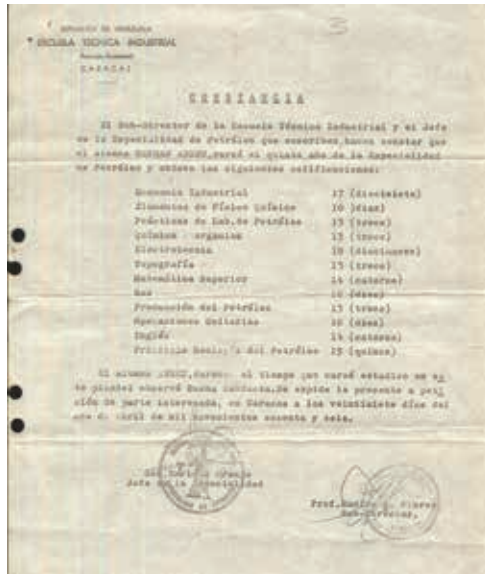 3
REPUBLICA DE VENEZUELA
ESCUELA TECNICA INDUSTRIAL
CARACAS
CONSTANCIA
El Sub-Director de la Escuela Técnica Industrial y el Jefe
de la Especialidad de Petróleo que suscriben, hacen constar que
el alumno cursó el quinto año de la Especialidad
de Petróleo y obtuvo las siguientes calificaciones:
Economía Industrial 17 (diecisiete)
Elementos de Físico Química 10 (diez)
Prácticas de Lab. de Petróleo 13 (trece)
Química orgánica 13 (trece)
Electrotecnia
Topografía 13 (trece)
Matemática Superior 14 (catorce)
Gas 10 (diez)
Producción del Petróleo 13 (trece)
Operaciones Unitarias 10 (diez)
Inglés 14 (catorce)
del Petróleo 15 (quince)
El alumno el tiempo que cursó estudios en es
te plantel observó buena conducta. Se expide la presente a peti
ción de parte interesada, en Caracas a los veintisiete días del
de Abril de mil novecientos sesenta y seis.
Jefe de la Especialidad
Prof.
Sub-Director.